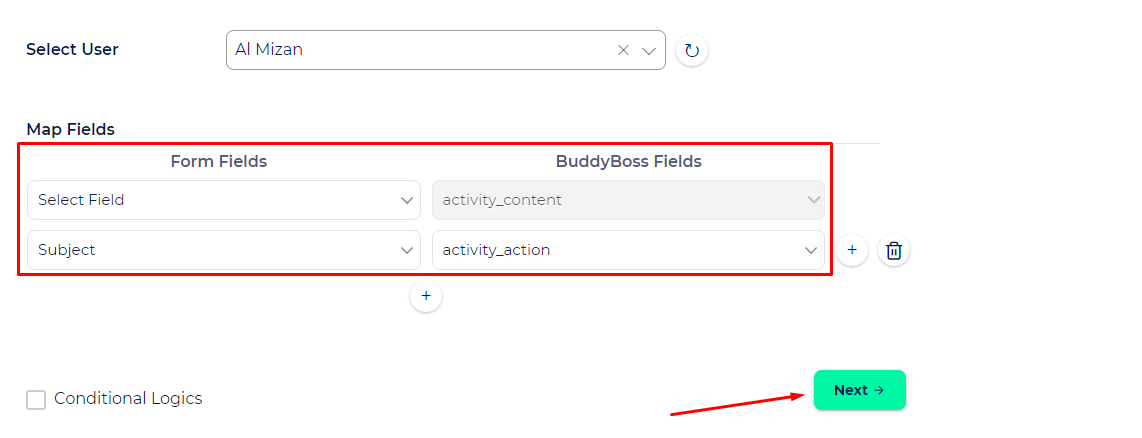 Select User Al Mizan
Map Fields
Form Fields BuddyBoss Fields
Select Field activity_content
Subject activity_action +
+
Conditional Logics
Next →